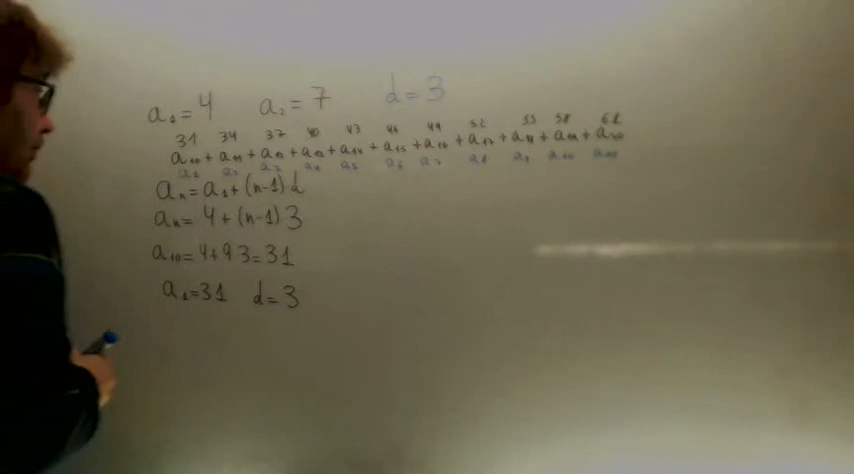 a₁ = 4 a₂ = 7 d = 3
31 34 37 40 43 46 49 52 55 58 61
a₁₀ + a₁₁ + a₁₂ + a₁₃ + a₁₄ + a₁₅ + a₁₆ + a₁₇ + a₁₈ + a₁₉ + a₂₀
a₁ a₂ a₃ a₄ a₅ a₆ a₇ a₈ a₉ a₁₀ a₁₁
aₙ = a₁ + (n-1) d
aₙ = 4 + (n-1) 3
a₁₀ = 4 + 9 3 = 31
a₁ = 31 d = 3